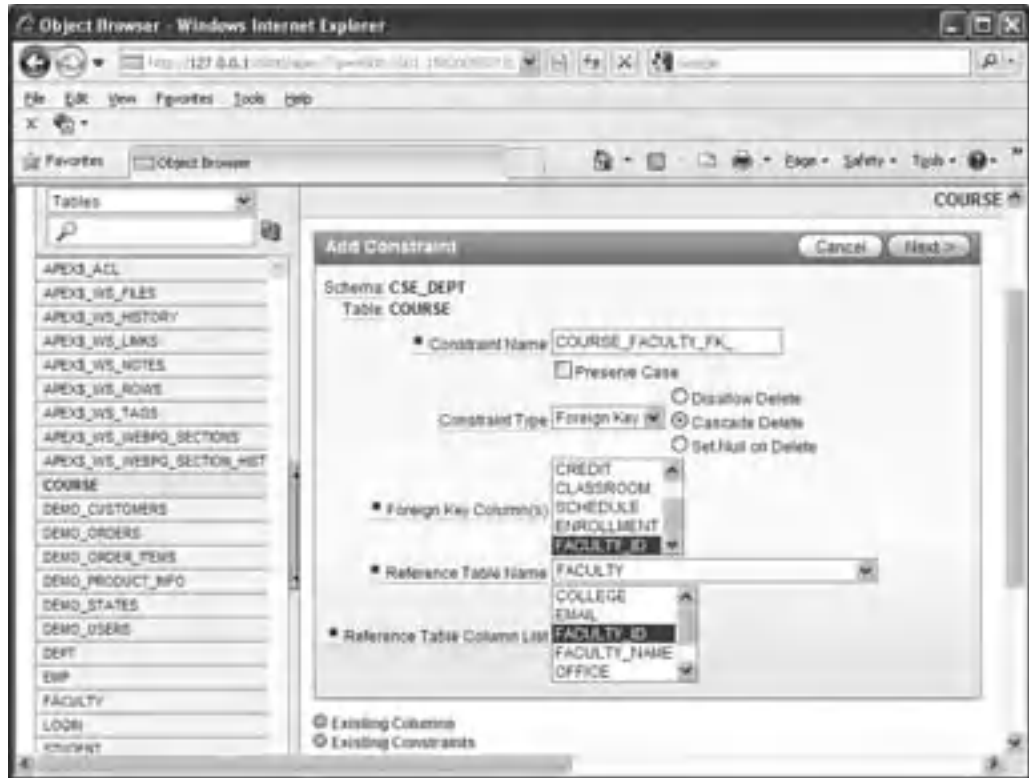 Object Browser - Windows Internet Explorer
127.0.0.1
File Edit View Favorites Tools Help
x
Favorites Object Browser Page Safety Tools
Tables
COURSE
APEX$_ACL
APEX$_WS_FILES
APEX$_WS_HISTORY
APEX$_WS_LINKS
APEX$_WS_NOTES
APEX$_WS_ROWS
APEX$_WS_TAGS
APEX$_WS_WEBPG_SECTIONS
APEX$_WS_WEBPG_SECTION_HIST
COURSE
DEMO_CUSTOMERS
DEMO_ORDERS
DEMO_ORDER_ITEMS
DEMO_PRODUCT_INFO
DEMO_STATES
DEMO_USERS
DEPT
EMP
FACULTY
LOGIN
STUDENT
Add Constraint Cancel Next >
Schema CSE_DEPT
Table COURSE
* Constraint Name COURSE_FACULTY_FK_
Preserve Case
Constraint Type Foreign Key
Disallow Delete
Cascade Delete
Set Null on Delete
* Foreign Key Column(s)
CREDIT
CLASSROOM
SCHEDULE
ENROLLMENT
FACULTY_ID
* Reference Table Name FACULTY
* Reference Table Column List
COLLEGE
EMAIL
FACULTY_ID
FACULTY_NAME
OFFICE
Existing Columns
Existing Constraints